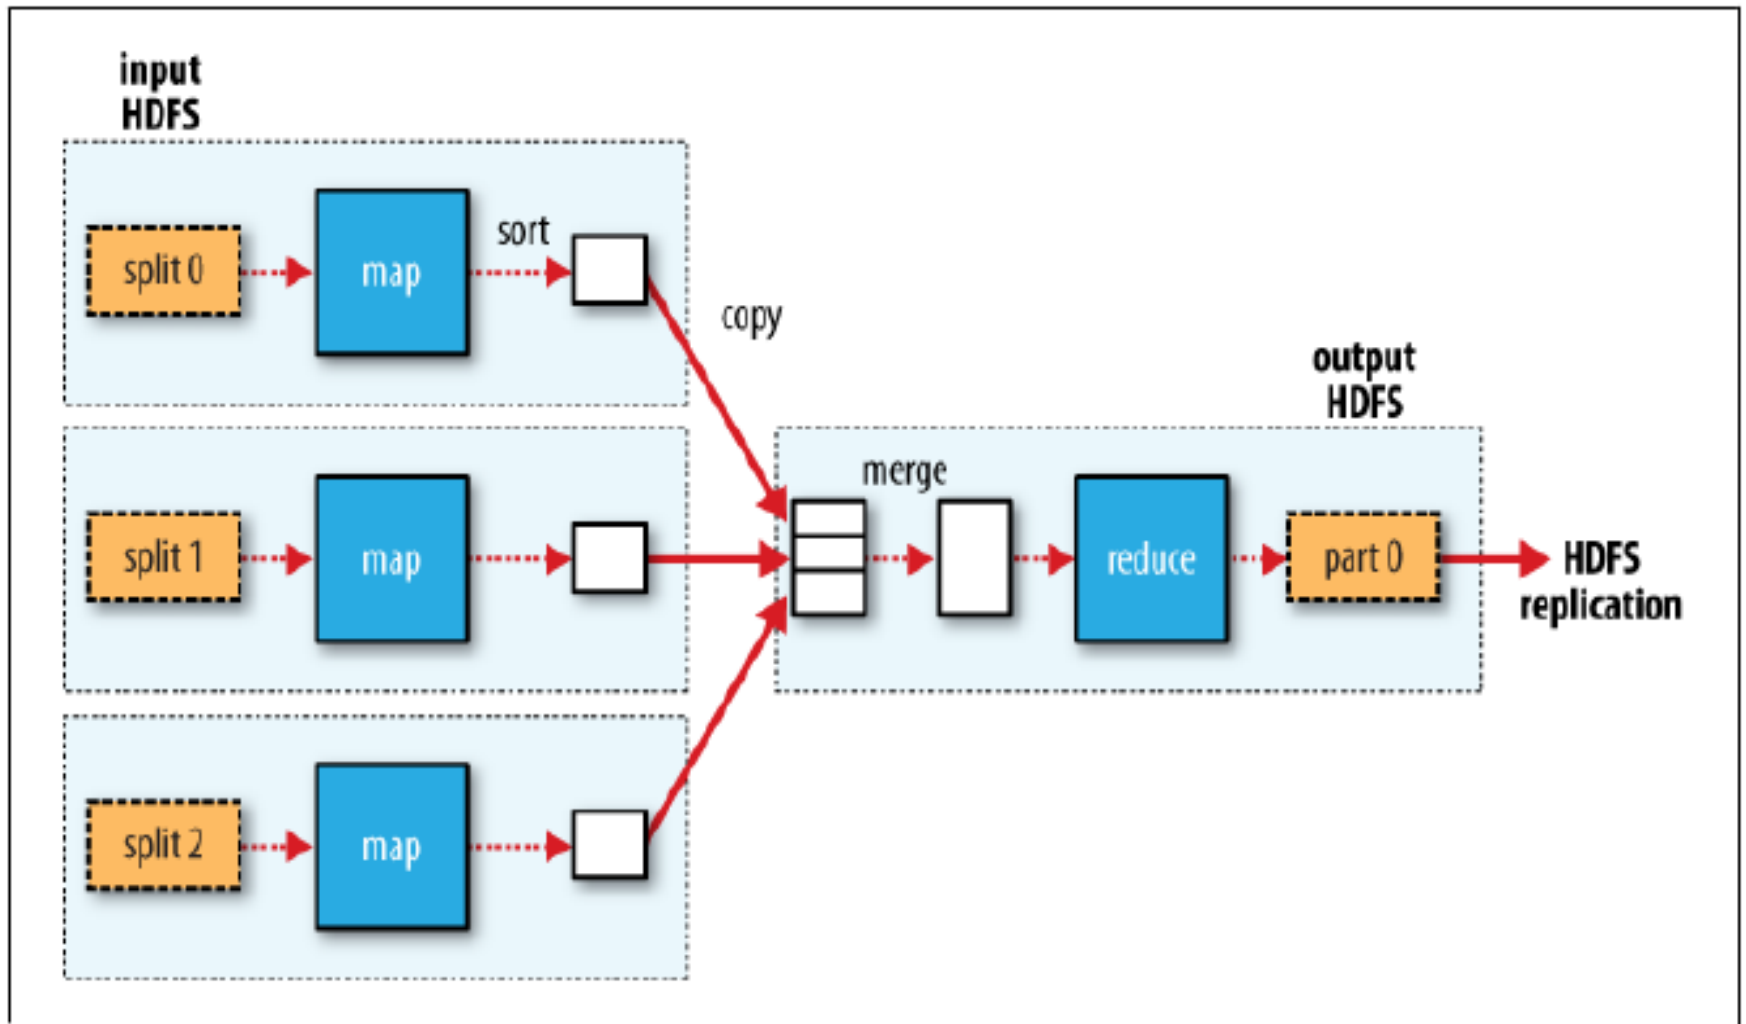 input
HDFS
split 0
map
sort
copy
split 1
map
merge
reduce
output
HDFS
part 0
HDFS
replication
split 2
map